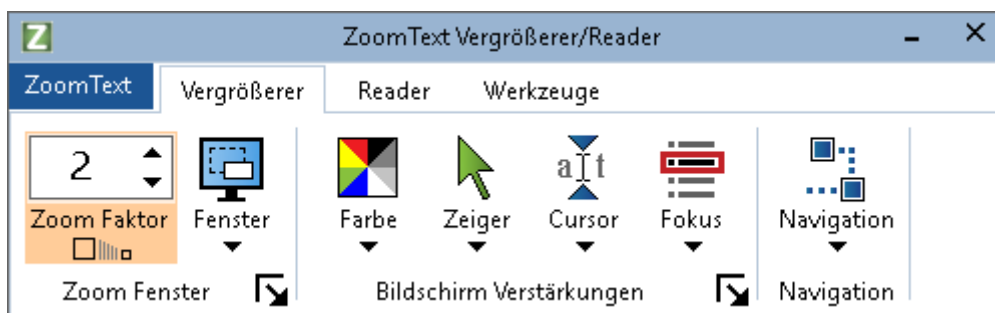 Z ZoomText Vergrößerer/Reader
ZoomText Vergrößerer Reader Werkzeuge
2
Zoom Faktor Fenster Farbe Zeiger aIt Cursor Fokus Navigation
Zoom Fenster Bildschirm Verstärkungen Navigation